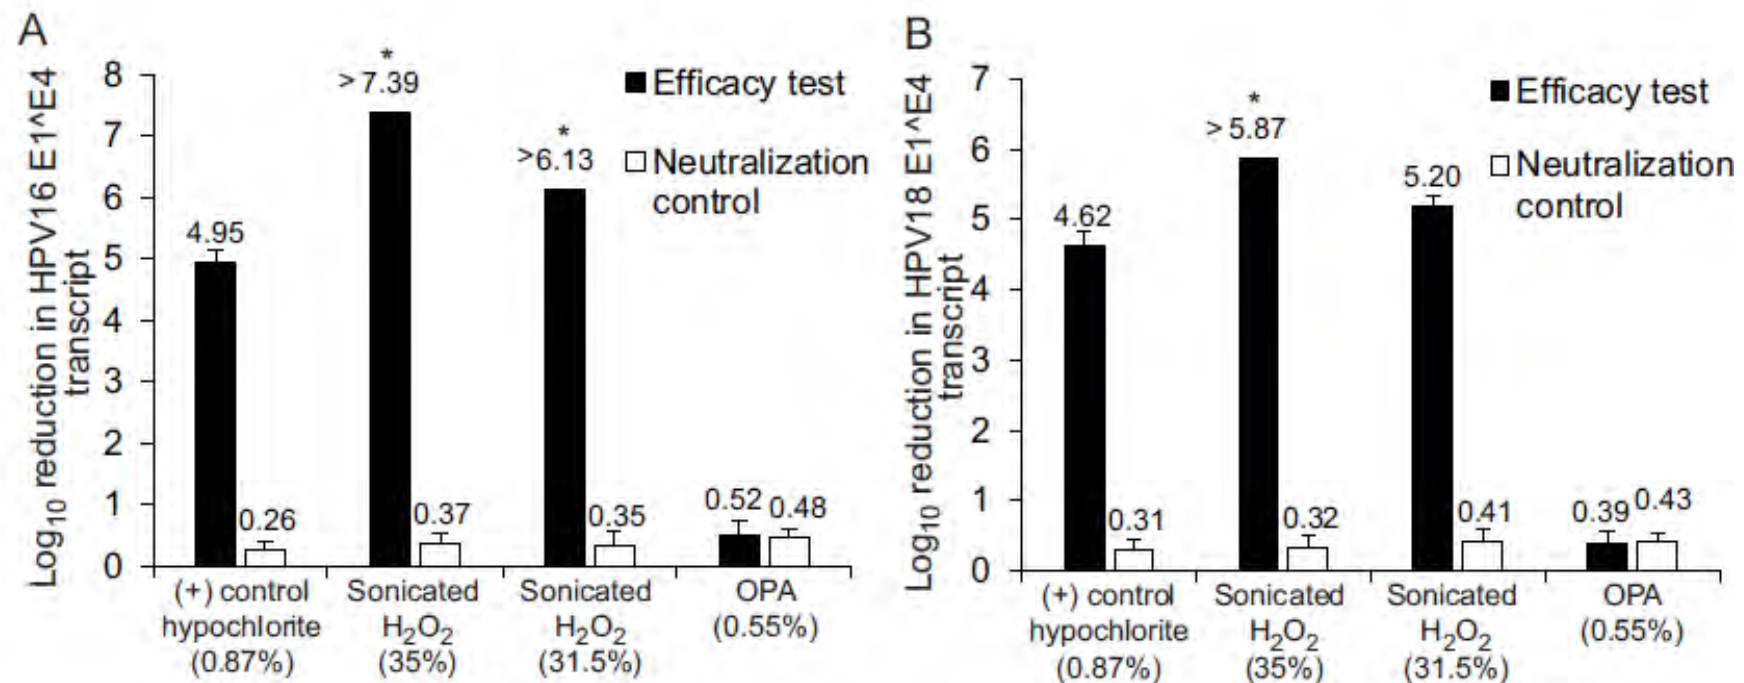 A
Log10 reduction in HPV16 E1^E4
transcript
8
7
6
5
4
3
2
1
0
4.95
0.26
*
>7.39
0.37
*
>6.13
0.35
0.52
0.48
Efficacy test
Neutralization
control
(+) control
hypochlorite
(0.87%)
Sonicated
H2O2
(35%)
Sonicated
H2O2
(31.5%)
OPA
(0.55%)
B
Log10 reduction in HPV18 E1^E4
transcript
7
6
5
4
3
2
1
0
4.62
0.31
*
>5.87
0.32
5.20
0.41
0.39
0.43
Efficacy test
Neutralization
control
(+) control
hypochlorite
(0.87%)
Sonicated
H2O2
(35%)
Sonicated
H2O2
(31.5%)
OPA
(0.55%)